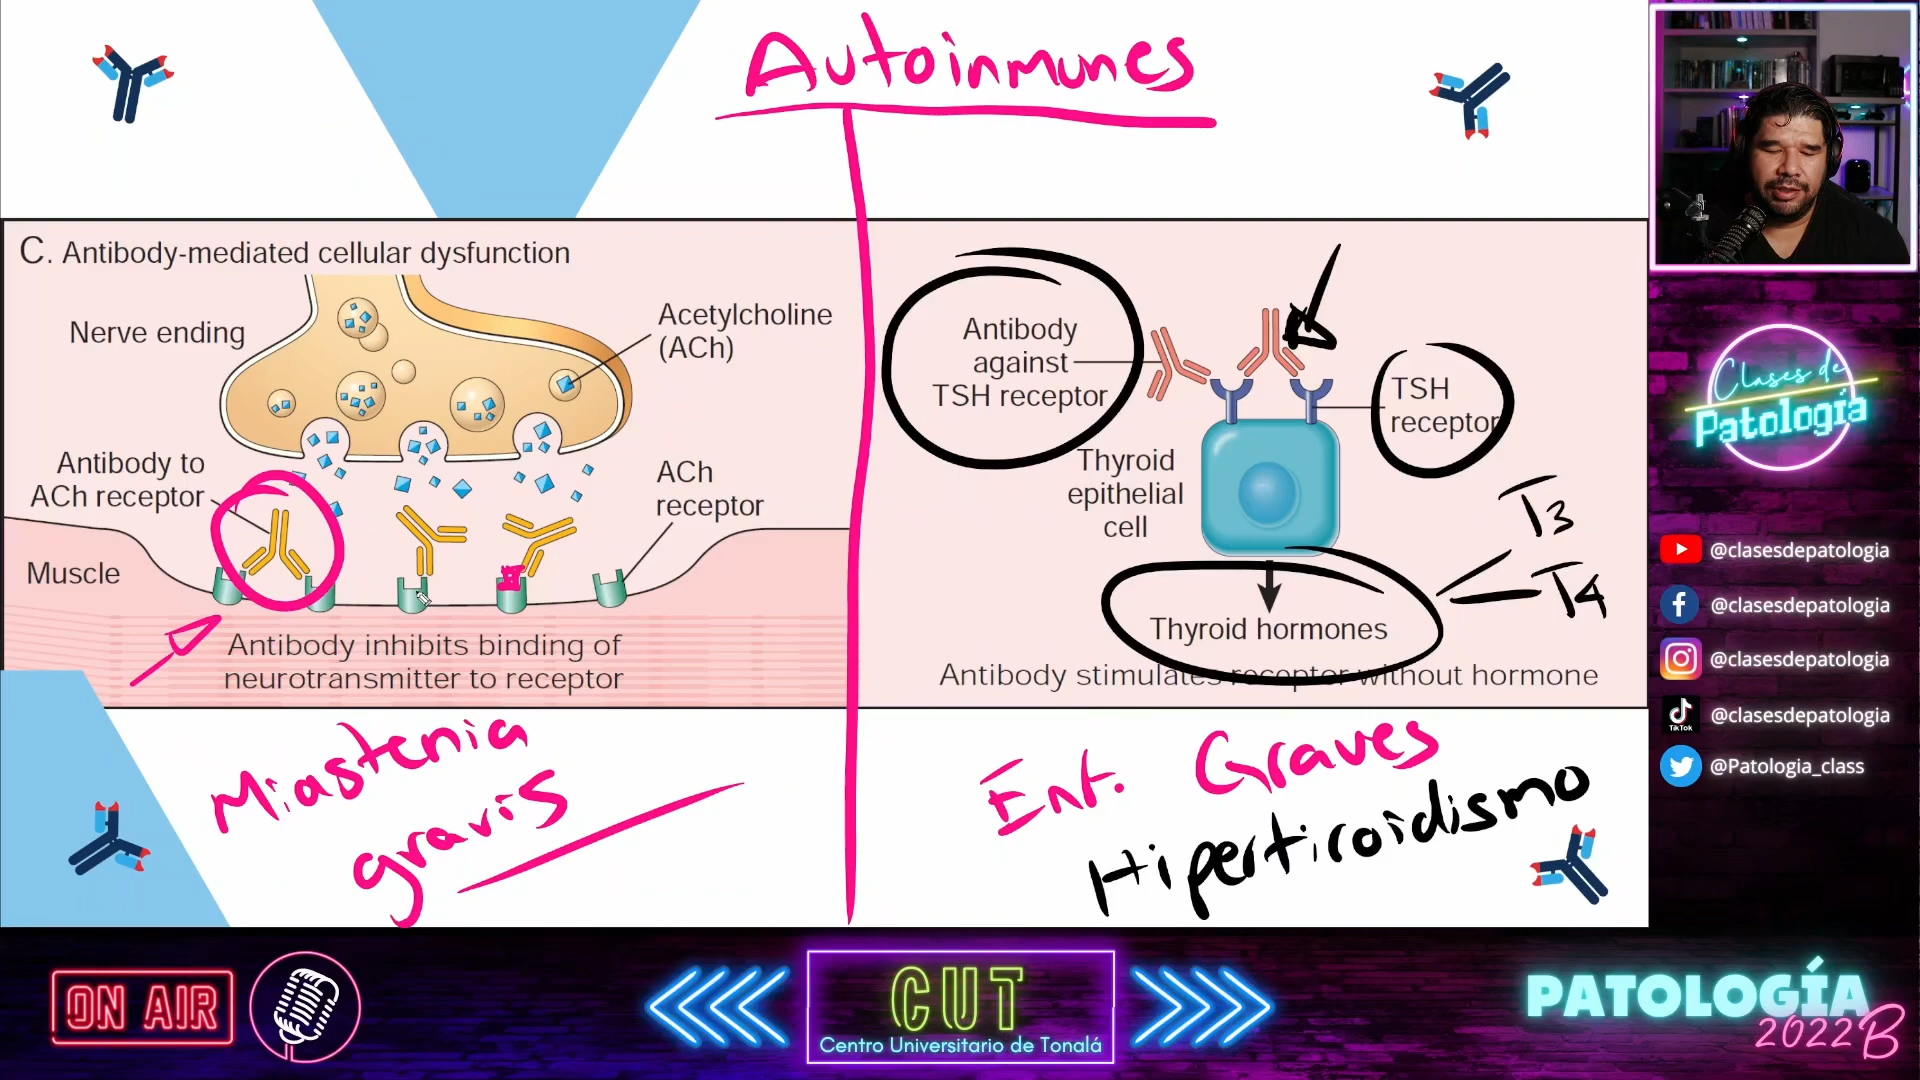 Autoinmunes
C. Antibody-mediated cellular dysfunction
Nerve ending
Acetylcholine
(ACh)
Antibody to
ACh receptor
ACh
receptor
Muscle
Antibody inhibits binding of
neurotransmitter to receptor
Miastenia
gravis
Antibody
against
TSH receptor
TSH
receptor
Thyroid
epithelial
cell
T3
T4
Thyroid hormones
Antibody stimulates receptor without hormone
Enf. Graves
Hipertiroidismo
Clases de
Patología
@clasesdepatologia
@clasesdepatologia
@clasesdepatologia
TikTok
@clasesdepatologia
@Patologia_class
ON AIR
CUT
Centro Universitario de Tonalá
PATOLOGÍA
2022B